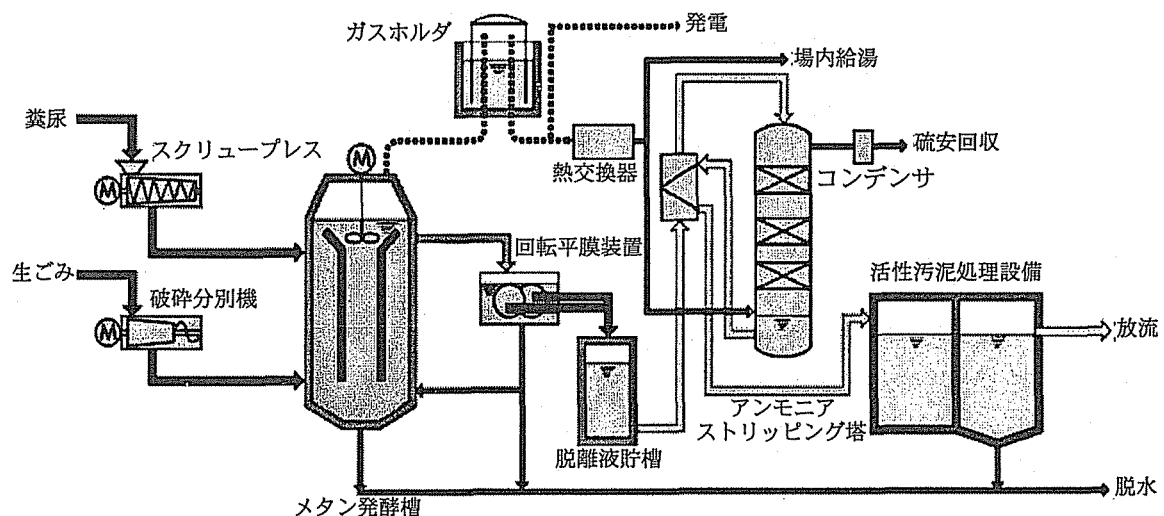 ガスホルダ
発電
場内給湯
糞尿
スクリュープレス
M
M
熱交換器
硫安回収
コンデンサ
生ごみ
破砕分別機
M
回転平膜装置
活性汚泥処理設備
放流
アンモニア
ストリッピング塔
脱離液貯槽
メタン発酵槽
脱水